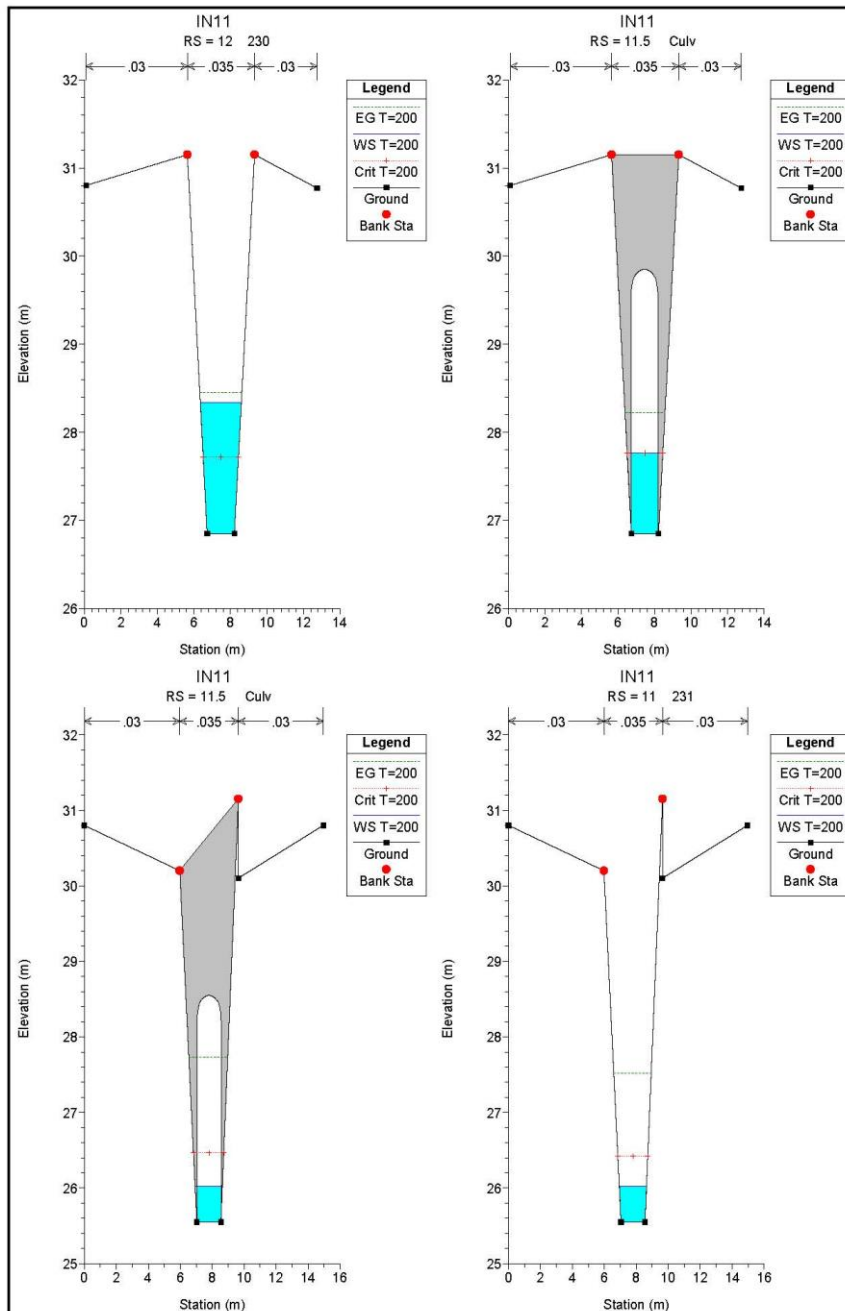 IN11
RS = 12 230
.03 .035 .03
Legend
EG T=200
WS T=200
Crit T=200
Ground
Bank Sta
Elevation (m)
32
31
30
29
28
27
26
0 2 4 6 8 10 12 14
Station (m)
IN11
RS = 11.5 Culv
.03 .035 .03
Legend
EG T=200
WS T=200
Crit T=200
Ground
Bank Sta
Elevation (m)
32
31
30
29
28
27
26
0 2 4 6 8 10 12 14
Station (m)
IN11
RS = 11.5 Culv
.03 .035 .03
Legend
EG T=200
Crit T=200
WS T=200
Ground
Bank Sta
Elevation (m)
32
31
30
29
28
27
26
25
0 2 4 6 8 10 12 14 16
Station (m)
IN11
RS = 11 231
.03 .035 .03
Legend
EG T=200
Crit T=200
WS T=200
Ground
Bank Sta
Elevation (m)
32
31
30
29
28
27
26
25
0 2 4 6 8 10 12 14 16
Station (m)